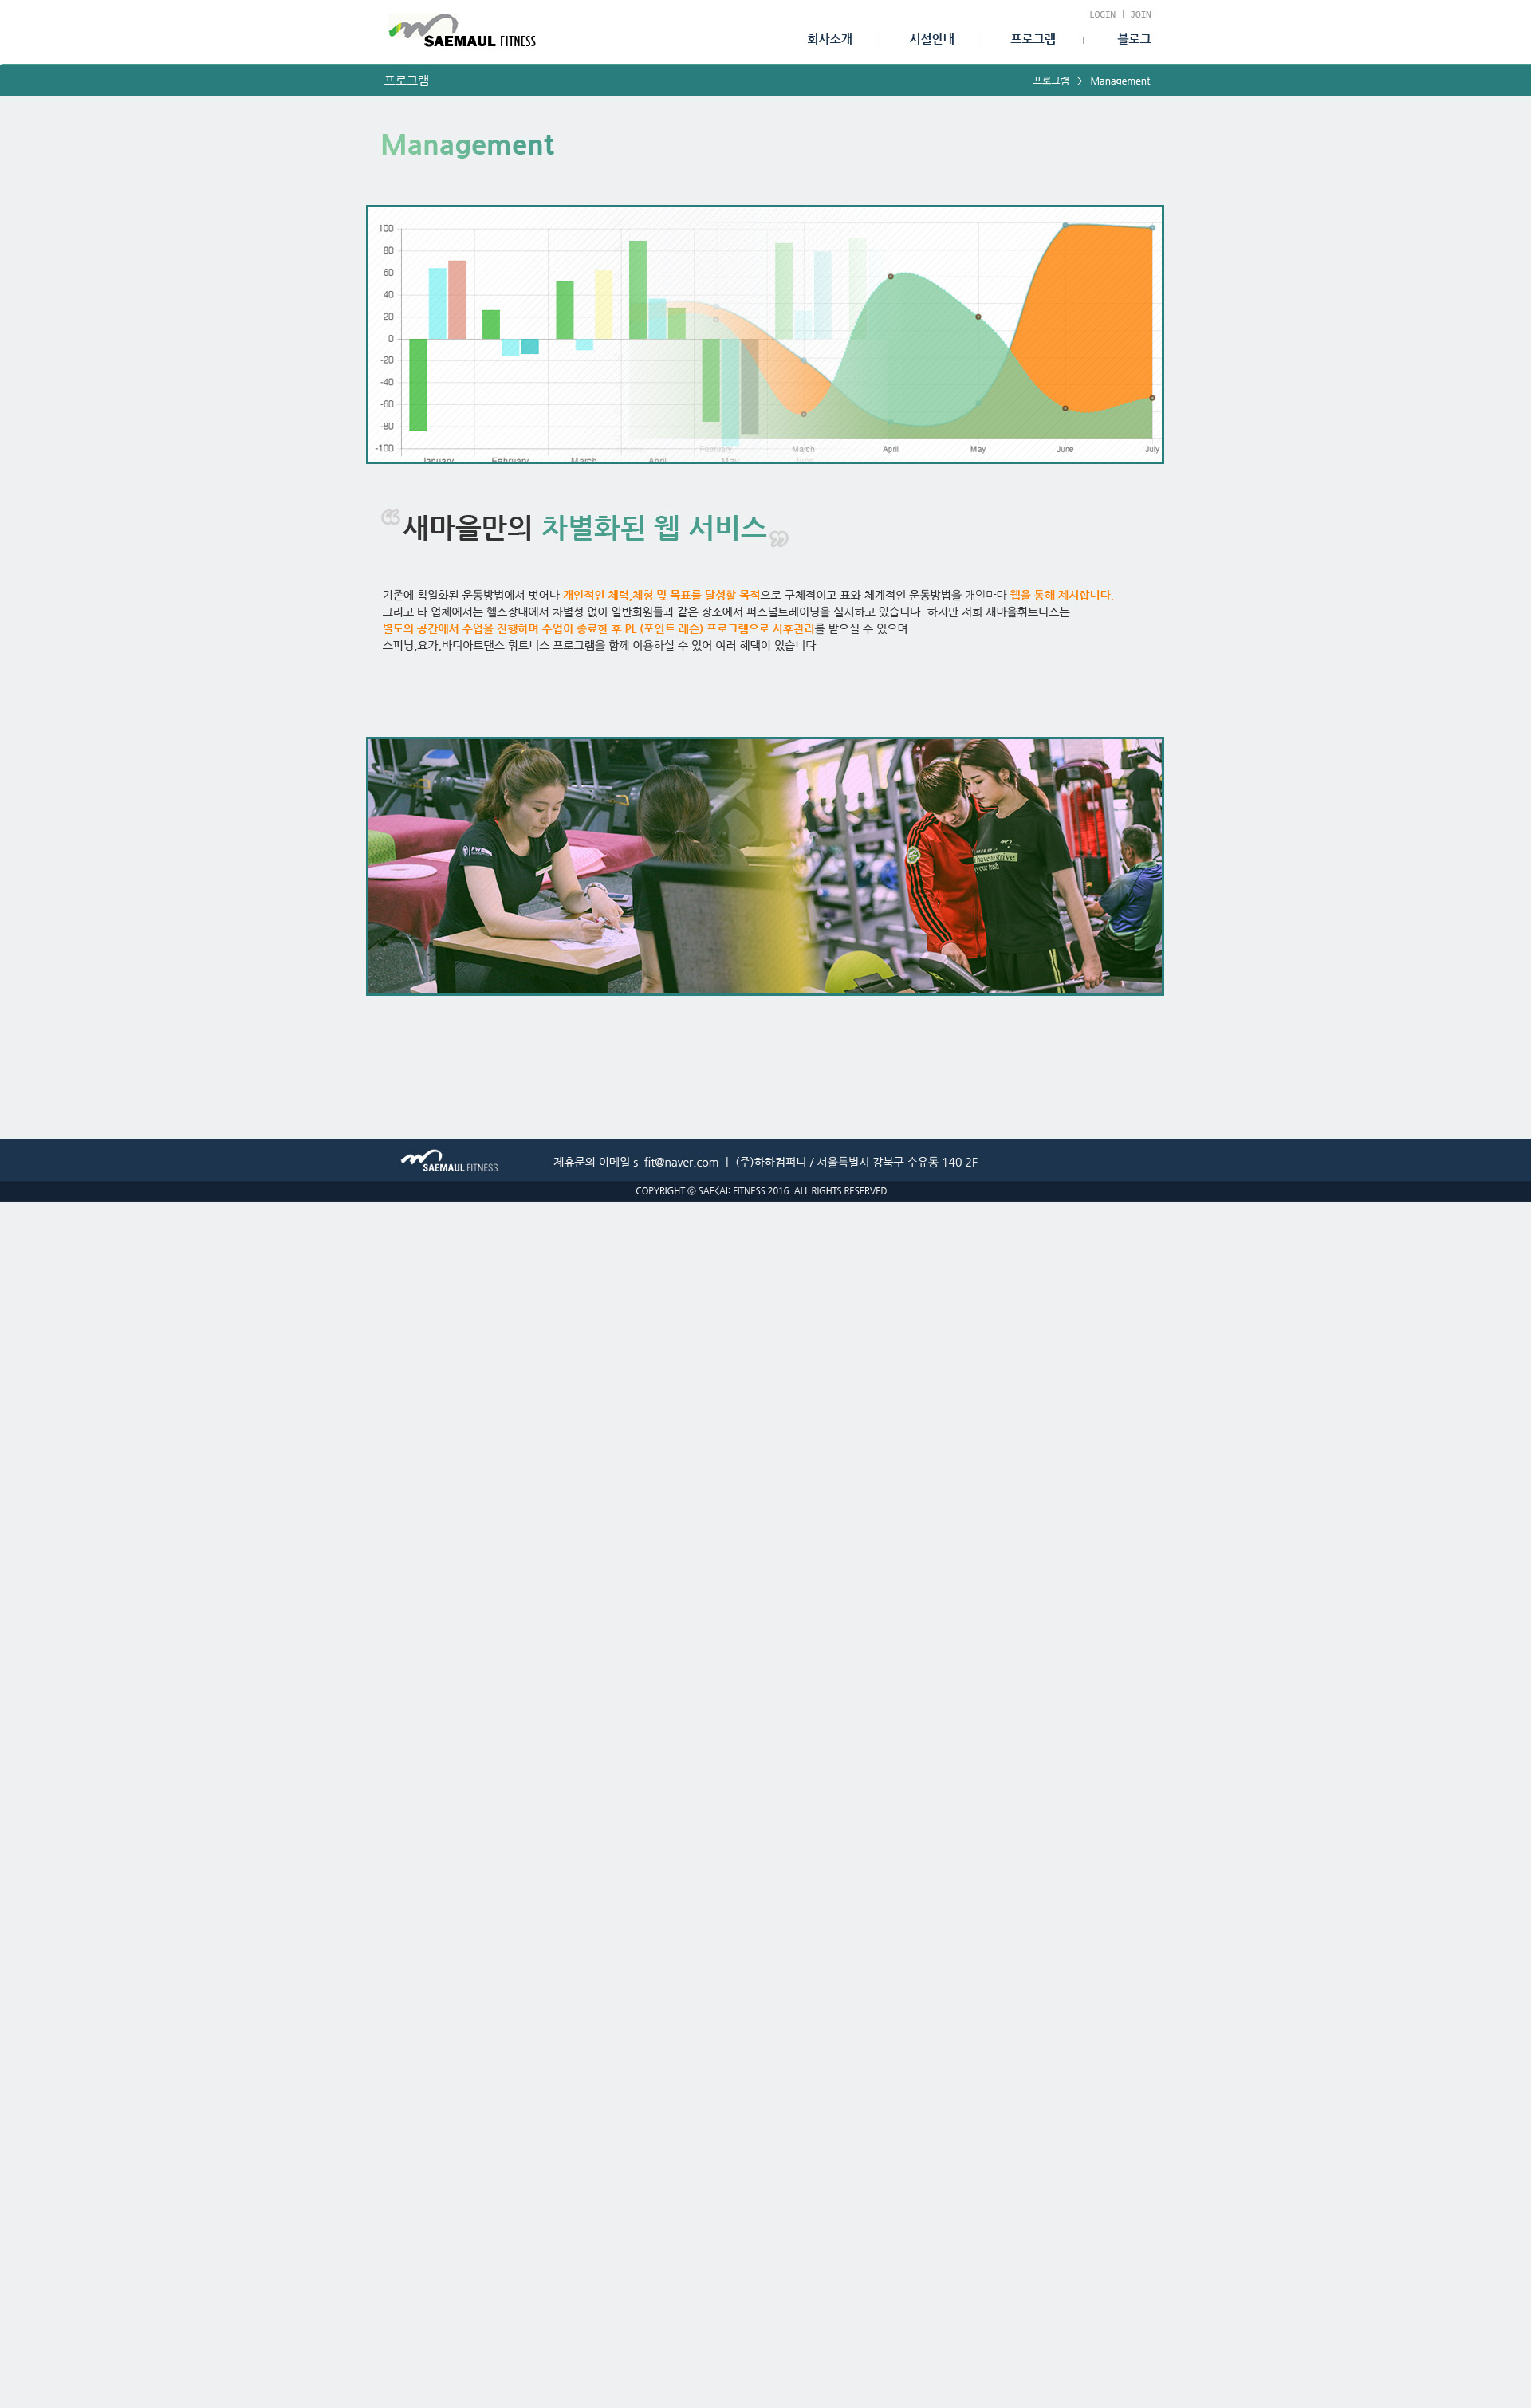 SAEMAUL FITNESS
LOGIN | JOIN
회사소개 | 시설안내 | 프로그램 | 블로그
프로그램
프로그램 > Management
Management
100
80
60
40
20
0
-20
-40
-60
-80
-100
January February March April May June
February March April May June July
❝새마을만의 차별화된 웹 서비스❞
기존에 획일화된 운동방법에서 벗어나 개인적인 체력,체형 및 목표를 달성할 목적으로 구체적이고 표와 체계적인 운동방법을 개인마다 웹을 통해 제시합니다.
그리고 타 업체에서는 헬스장내에서 차별성 없이 일반회원들과 같은 장소에서 퍼스널트레이닝을 실시하고 있습니다. 하지만 저희 새마을휘트니스는
별도의 공간에서 수업을 진행하며 수업이 종료한 후 PL (포인트 레슨) 프로그램으로 사후관리를 받으실 수 있으며
스피닝,요가,바디아트댄스 휘트니스 프로그램을 함께 이용하실 수 있어 여러 혜택이 있습니다
SAEMAUL FITNESS
제휴문의 이메일 s_fit@naver.com | (주)하하컴퍼니 / 서울특별시 강북구 수유동 140 2F
COPYRIGHT ⓒ SAE<AI: FITNESS 2016. ALL RIGHTS RESERVED